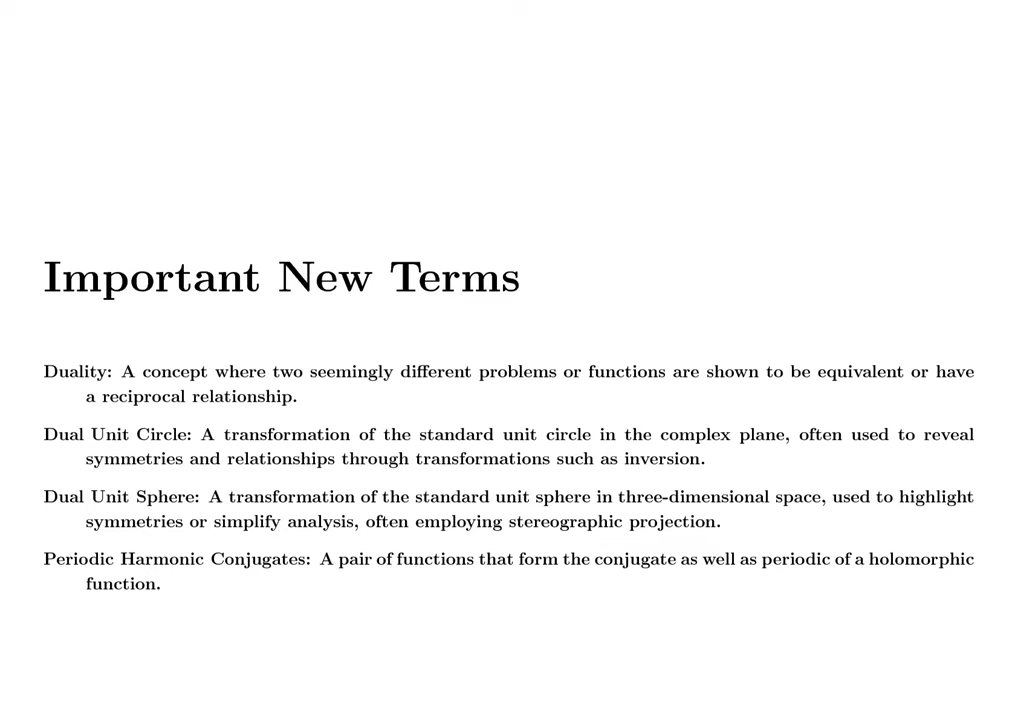 Important New Terms
Duality: A concept where two seemingly different problems or functions are shown to be equivalent or have
a reciprocal relationship.
Dual Unit Circle: A transformation of the standard unit circle in the complex plane, often used to reveal
symmetries and relationships through transformations such as inversion.
Dual Unit Sphere: A transformation of the standard unit sphere in three-dimensional space, used to highlight
symmetries or simplify analysis, often employing stereographic projection.
Periodic Harmonic Conjugates: A pair of functions that form the conjugate as well as periodic of a holomorphic
function.